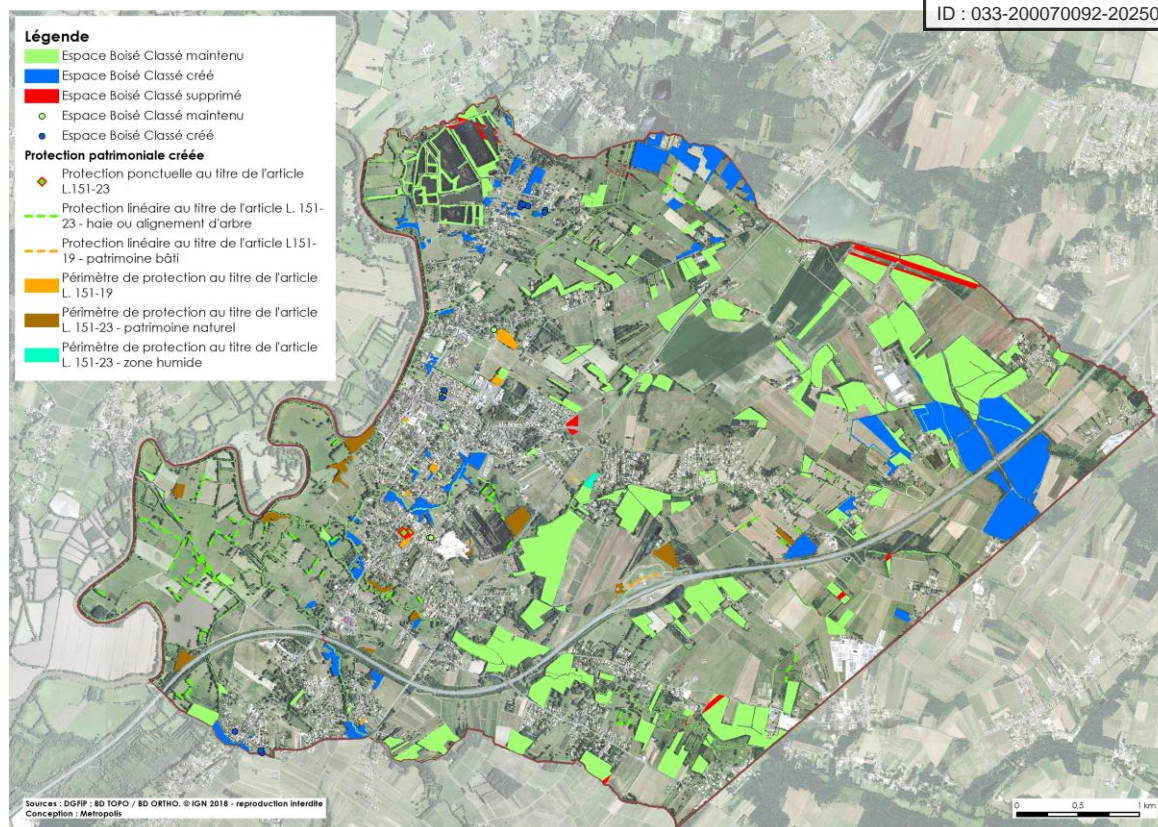 ID : 033-200070092-20250
Légende
Espace Boisé Classé maintenu
Espace Boisé Classé créé
Espace Boisé Classé supprimé
Espace Boisé Classé maintenu
Espace Boisé Classé créé
Protection patrimoniale créée
Protection ponctuelle au titre de l'article
L.151-23
Protection linéaire au titre de l'article L. 151-
23 - haie ou alignement d'arbre
Protection linéaire au titre de l'article L151-
19 - patrimoine bâti
Périmètre de protection au titre de l'article
L. 151-19
Périmètre de protection au titre de l'article
L. 151-23 - patrimoine naturel
Périmètre de protection au titre de l'article
L. 151-23 - zone humide
Sources : DGFiP ; BD TOPO / BD ORTHO. © IGN 2018 - reproduction interdite
Conception : Metropolis
0 0,5 1 km